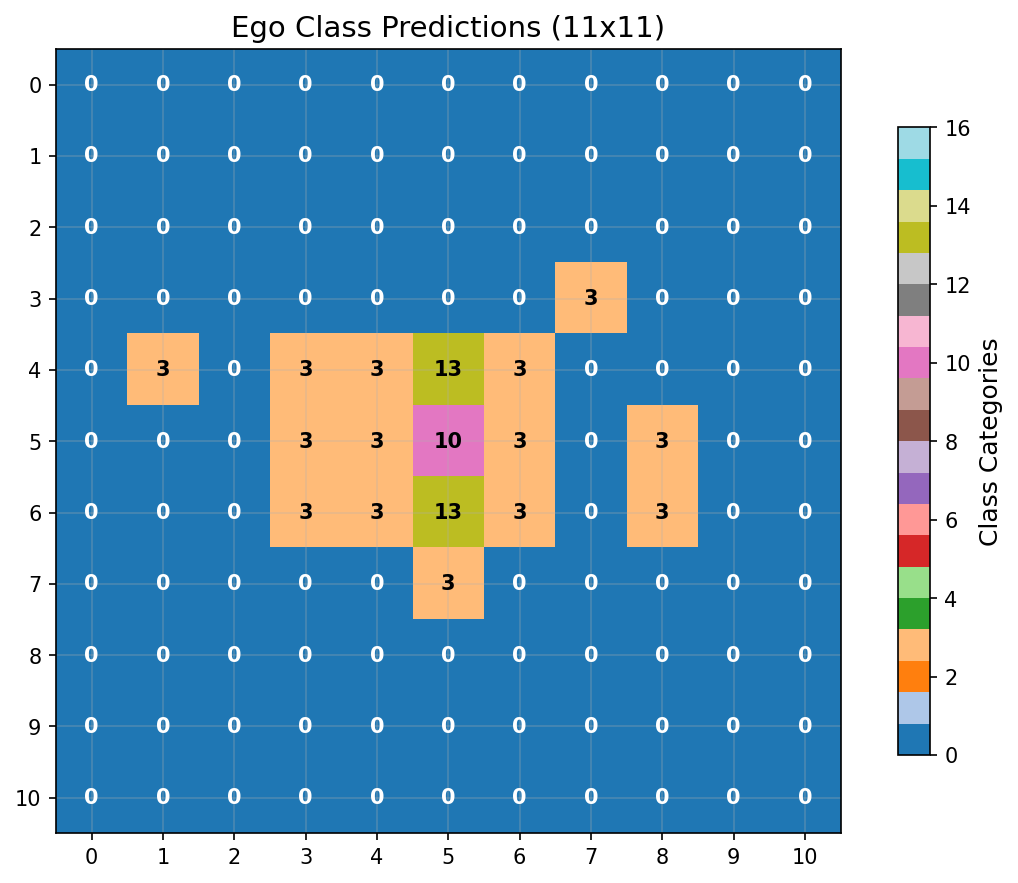 Ego Class Predictions (11x11)
0 0 0 0 0 0 0 0 0 0 0 0
1 0 0 0 0 0 0 0 0 0 0 0
2 0 0 0 0 0 0 0 0 0 0 0
3 0 0 0 0 0 0 0 3 0 0 0
4 0 3 0 3 3 13 3 0 0 0 0
5 0 0 0 3 3 10 3 0 3 0 0
6 0 0 0 3 3 13 3 0 3 0 0
7 0 0 0 0 0 3 0 0 0 0 0
8 0 0 0 0 0 0 0 0 0 0 0
9 0 0 0 0 0 0 0 0 0 0 0
10 0 0 0 0 0 0 0 0 0 0 0
0 1 2 3 4 5 6 7 8 9 10
16
14
12
10
8
6
4
2
0
Class Categories